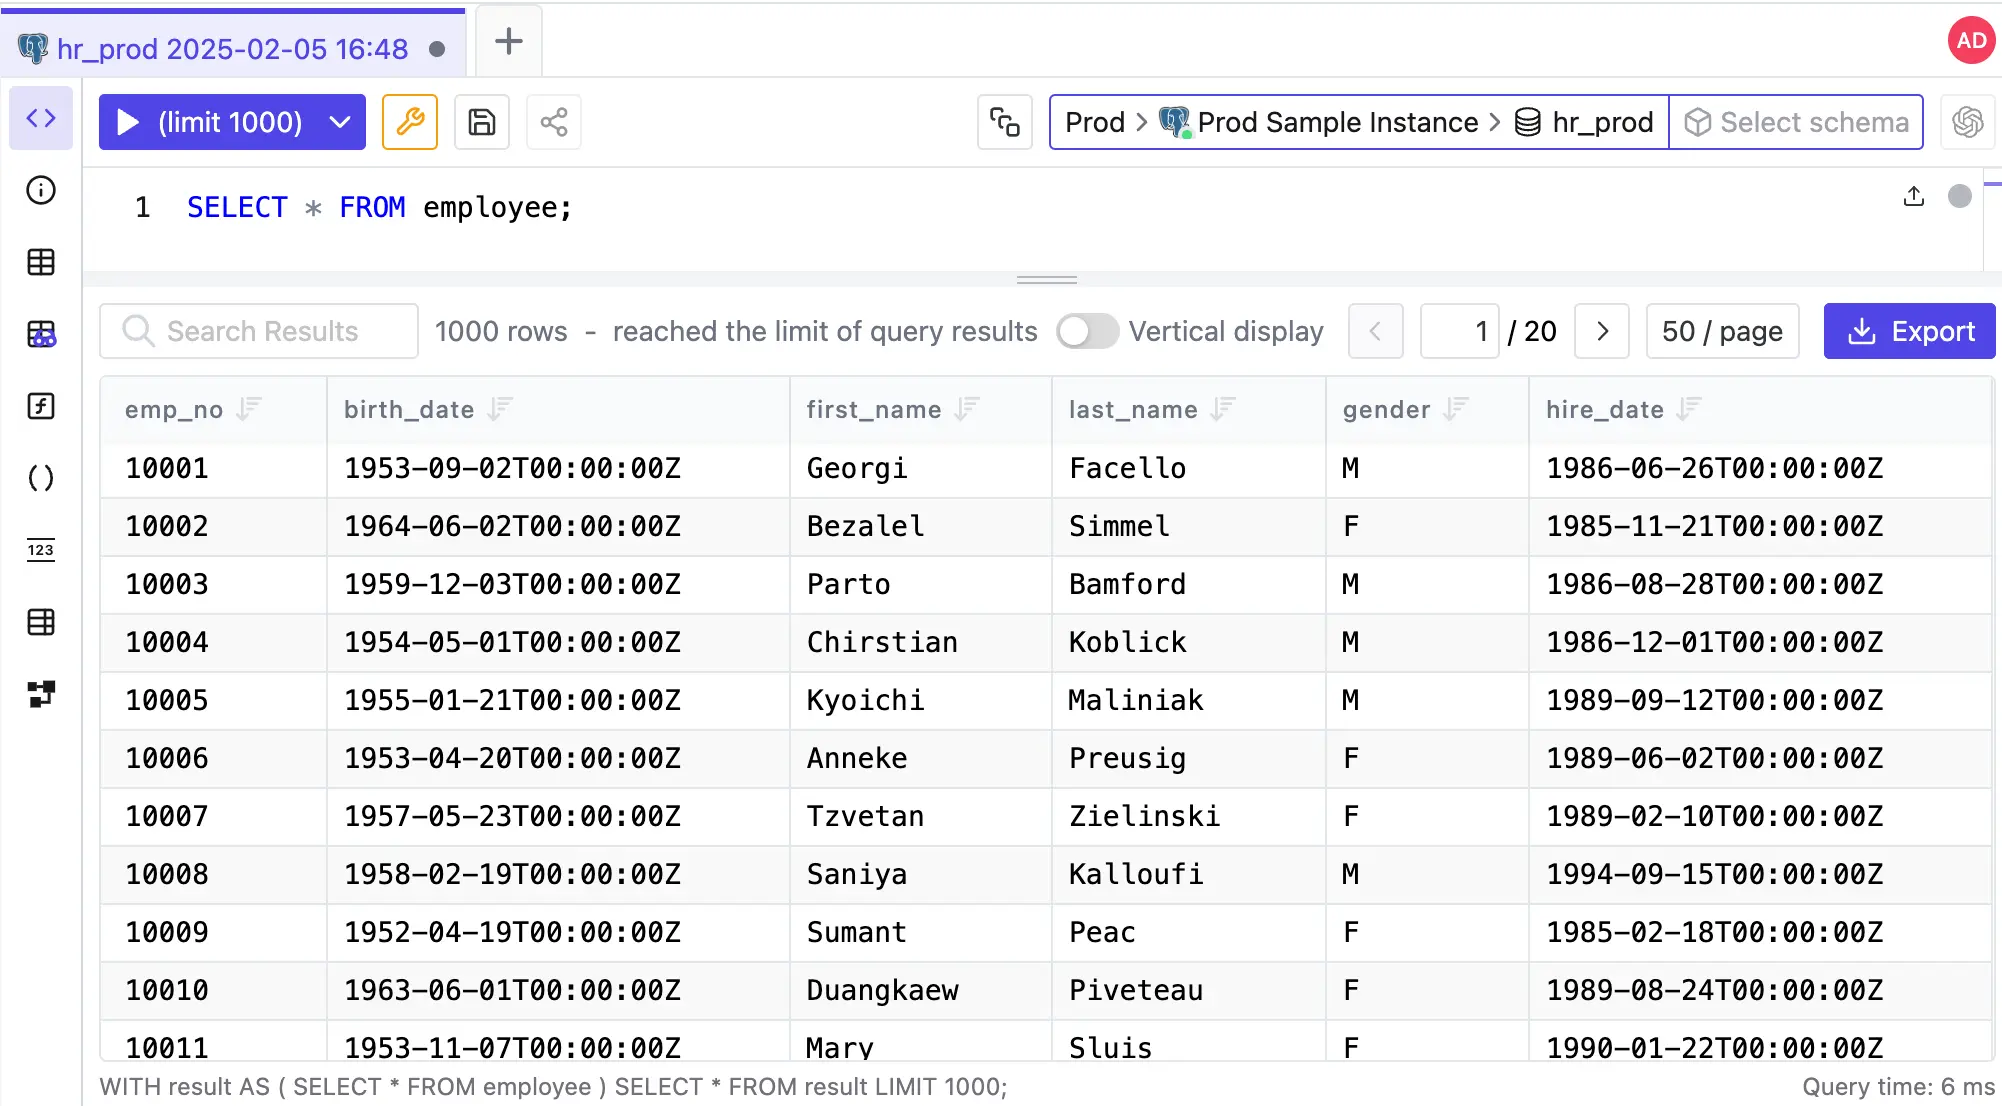 hr_prod 2025-02-05 16:48
AD
(limit 1000)
Prod > Prod Sample Instance > hr_prod Select schema
1 SELECT * FROM employee;
Search Results 1000 rows - reached the limit of query results Vertical display 1 / 20 50 / page Export
emp_no birth_date first_name last_name gender hire_date
10001 1953-09-02T00:00:00Z Georgi Facello M 1986-06-26T00:00:00Z
10002 1964-06-02T00:00:00Z Bezalel Simmel F 1985-11-21T00:00:00Z
10003 1959-12-03T00:00:00Z Parto Bamford M 1986-08-28T00:00:00Z
10004 1954-05-01T00:00:00Z Chirstian Koblick M 1986-12-01T00:00:00Z
10005 1955-01-21T00:00:00Z Kyoichi Maliniak M 1989-09-12T00:00:00Z
10006 1953-04-20T00:00:00Z Anneke Preusig F 1989-06-02T00:00:00Z
10007 1957-05-23T00:00:00Z Tzvetan Zielinski F 1989-02-10T00:00:00Z
10008 1958-02-19T00:00:00Z Saniya Kalloufi M 1994-09-15T00:00:00Z
10009 1952-04-19T00:00:00Z Sumant Peac F 1985-02-18T00:00:00Z
10010 1963-06-01T00:00:00Z Duangkaew Piveteau F 1989-08-24T00:00:00Z
10011 1953-11-07T00:00:00Z Mary Sluis F 1990-01-22T00:00:00Z
123
WITH result AS ( SELECT * FROM employee ) SELECT * FROM result LIMIT 1000; Query time: 6 ms